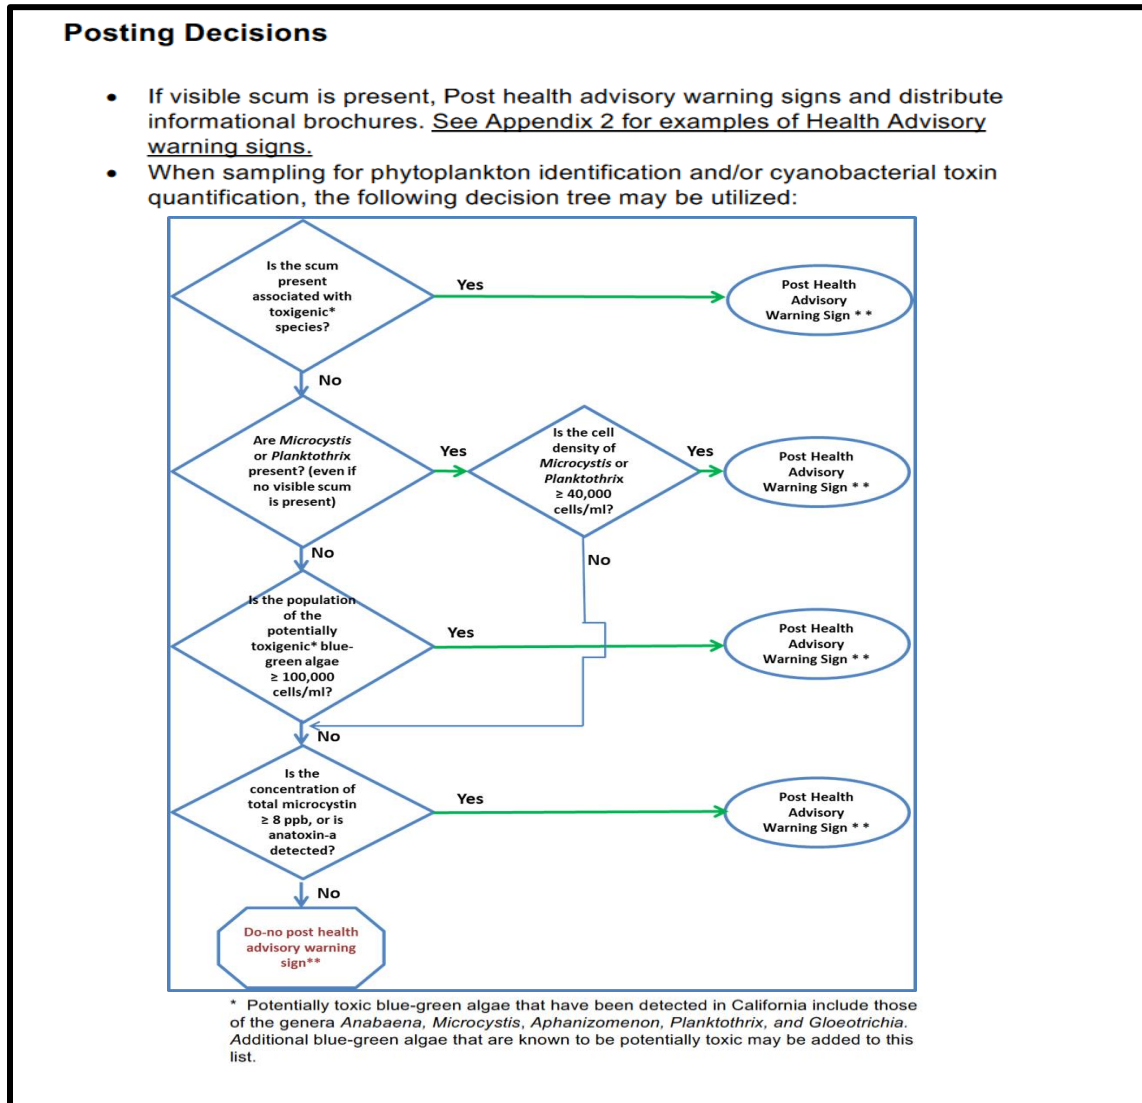 Posting Decisions
• If visible scum is present, Post health advisory warning signs and distribute
informational brochures. See Appendix 2 for examples of Health Advisory
warning signs.
• When sampling for phytoplankton identification and/or cyanobacterial toxin
quantification, the following decision tree may be utilized:
Is the scum
present
associated with
toxigenic*
species?
Yes
Post Health
Advisory
Warning Sign * *
No
Are Microcystis
or Planktothrix
present? (even if
no visible scum
is present)
Yes
Is the cell
density of
Microcystis or
Planktothrix
≥ 40,000
cells/ml?
Yes
Post Health
Advisory
Warning Sign * *
No
No
Is the population
of the
potentially
toxigenic* blue-
green algae
≥ 100,000
cells/ml?
Yes
Post Health
Advisory
Warning Sign * *
No
Is the
concentration of
total microcystin
≥ 8 ppb, or is
anatoxin-a
detected?
Yes
Post Health
Advisory
Warning Sign * *
No
Do-no post health
advisory warning
sign**
* Potentially toxic blue-green algae that have been detected in California include those
of the genera Anabaena, Microcystis, Aphanizomenon, Planktothrix, and Gloeotrichia.
Additional blue-green algae that are known to be potentially toxic may be added to this
list.